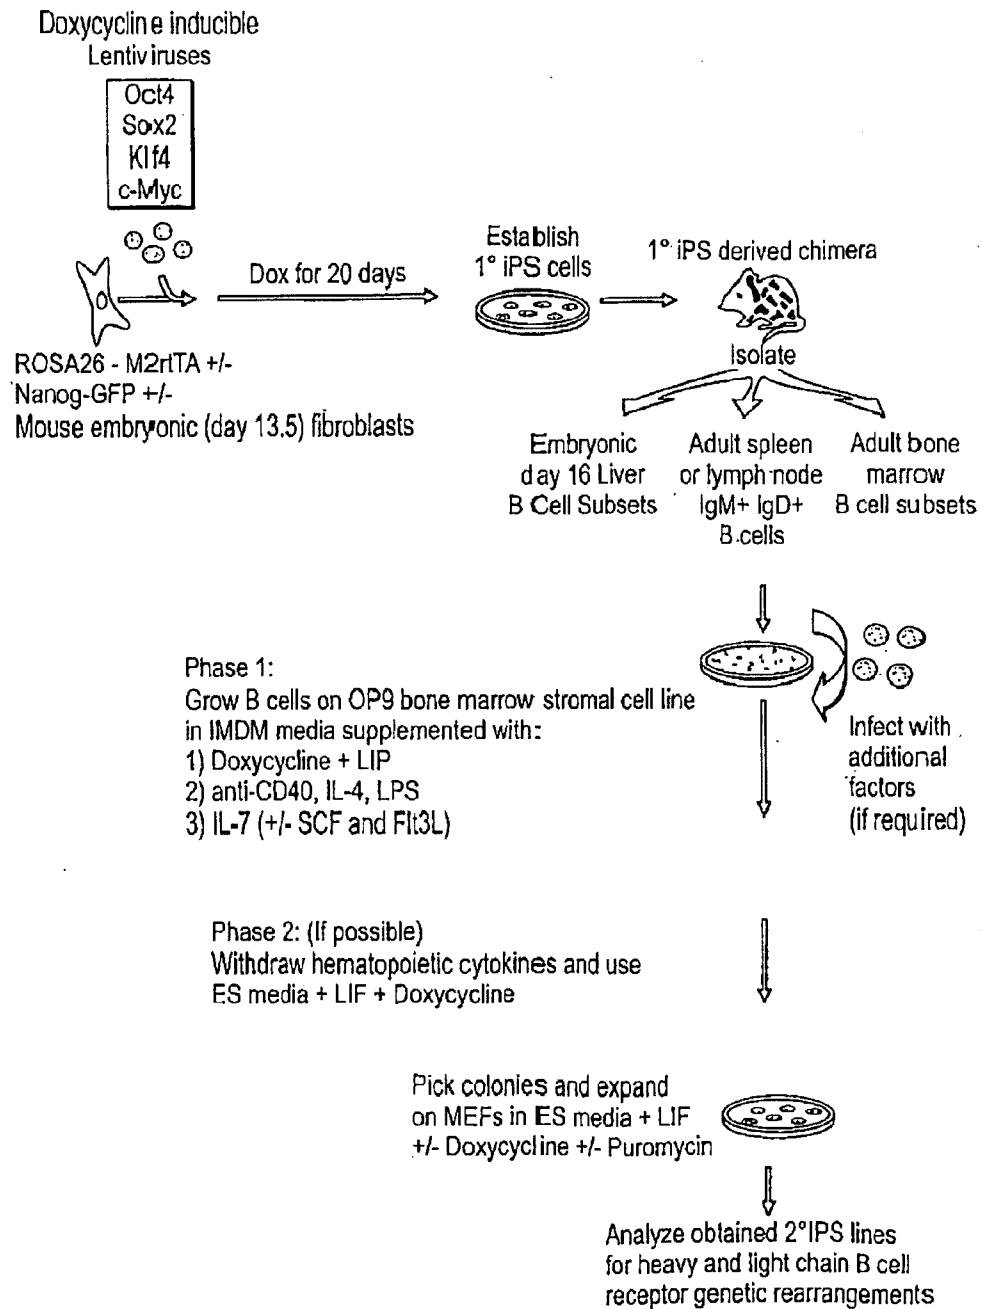 Doxycycline inducible
Lentiviruses
Oct4
Sox2
Klf4
c-Myc
Dox for 20 days
Establish
1° iPS cells
1° iPS derived chimera
ROSA26 - M2rtTA +/-
Nanog-GFP +/-
Mouse embryonic (day 13.5) fibroblasts
Isolate
Embryonic
day 16 Liver
B Cell Subsets
Adult spleen
or lymph node
IgM+ IgD+
B cells
Adult bone
marrow
B cell subsets
Phase 1:
Grow B cells on OP9 bone marrow stromal cell line
in IMDM media supplemented with:
1) Doxycycline + LIP
2) anti-CD40, IL-4, LPS
3) IL-7 (+/- SCF and Flt3L)
Infect with
additional
factors
(if required)
Phase 2: (If possible)
Withdraw hematopoietic cytokines and use
ES media + LIF + Doxycycline
Pick colonies and expand
on MEFs in ES media + LIF
+/- Doxycycline +/- Puromycin
Analyze obtained 2°IPS lines
for heavy and light chain B cell
receptor genetic rearrangements